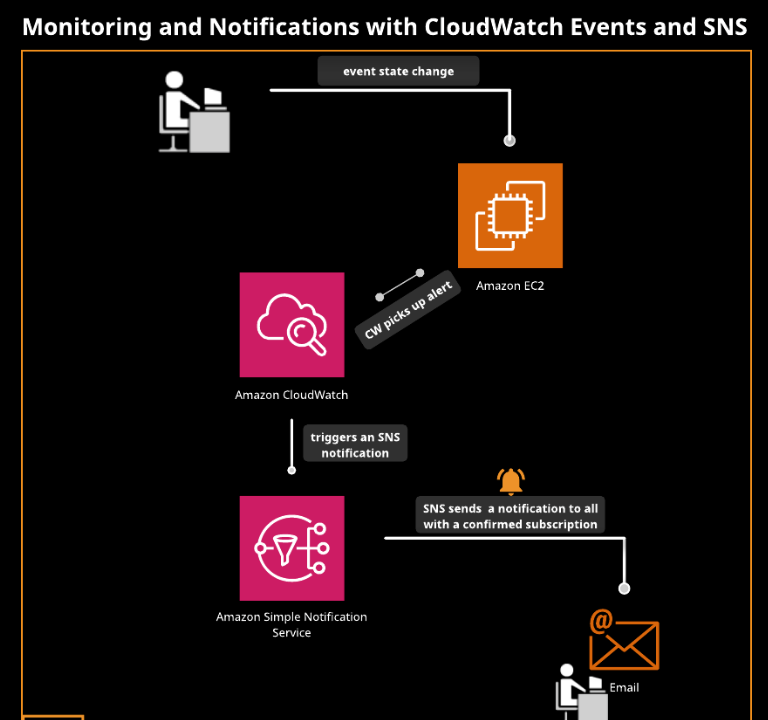 Monitoring and Notifications with CloudWatch Events and SNS
event state change
Amazon EC2
CW picks up alert
Amazon CloudWatch
triggers an SNS
notification
SNS sends a notification to all
with a confirmed subscription
Amazon Simple Notification
Service
@
Email